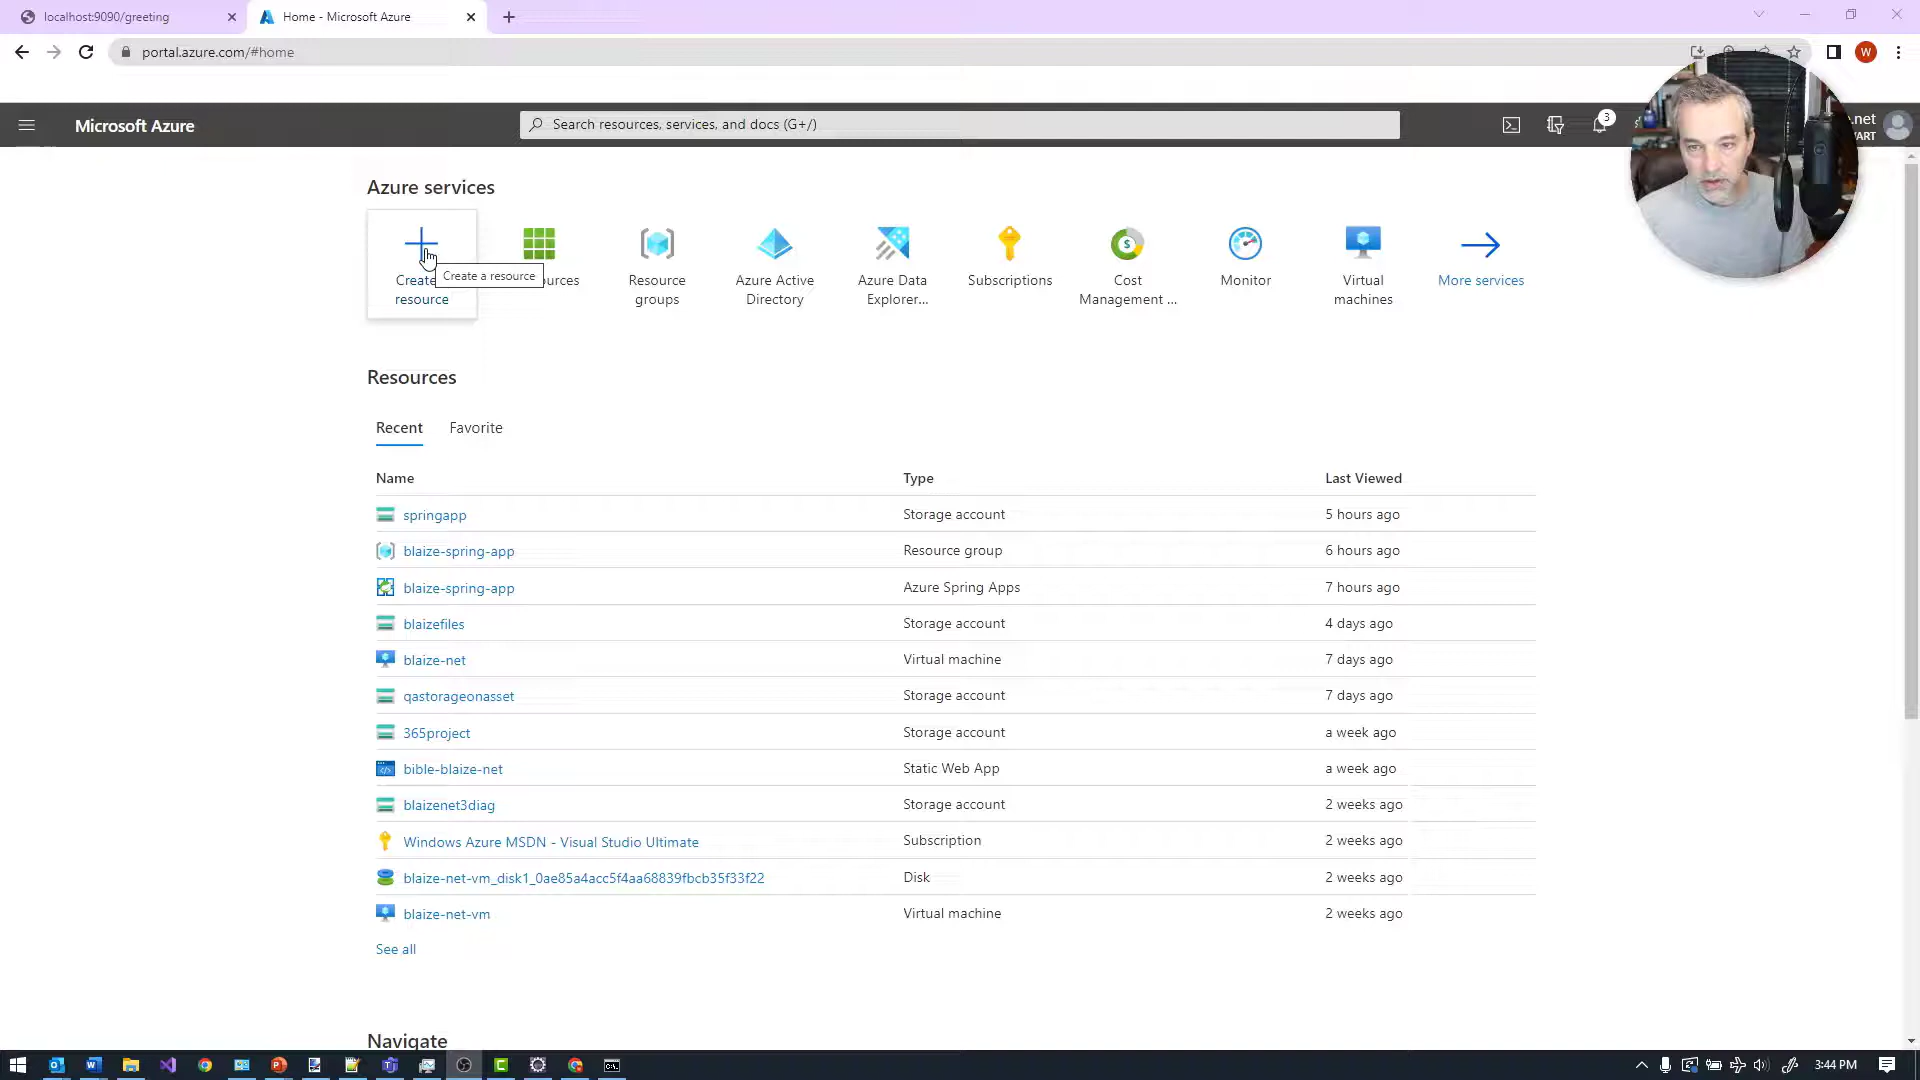 localhost:9090/greeting
Home - Microsoft Azure
portal.azure.com/#home
W
Microsoft Azure
Search resources, services, and docs (G+/)
3
.net
Azure services
Create
resource
Create a resource
Resource
groups
Azure Active
Directory
Azure Data
Explorer...
Subscriptions
Cost
Management ...
Monitor
Virtual
machines
More services
Resources
Recent
Favorite
Name
Type
Last Viewed
springapp
Storage account
5 hours ago
blaize-spring-app
Resource group
6 hours ago
blaize-spring-app
Azure Spring Apps
7 hours ago
blaizefiles
Storage account
4 days ago
blaize-net
Virtual machine
7 days ago
qastorageonasset
Storage account
7 days ago
365project
Storage account
a week ago
bible-blaize-net
Static Web App
a week ago
blaizenet3diag
Storage account
2 weeks ago
Windows Azure MSDN - Visual Studio Ultimate
Subscription
2 weeks ago
blaize-net-vm_disk1_0ae85a4acc5f4aa68839fbcb35f33f22
Disk
2 weeks ago
blaize-net-vm
Virtual machine
2 weeks ago
See all
Navigate
3:44 PM